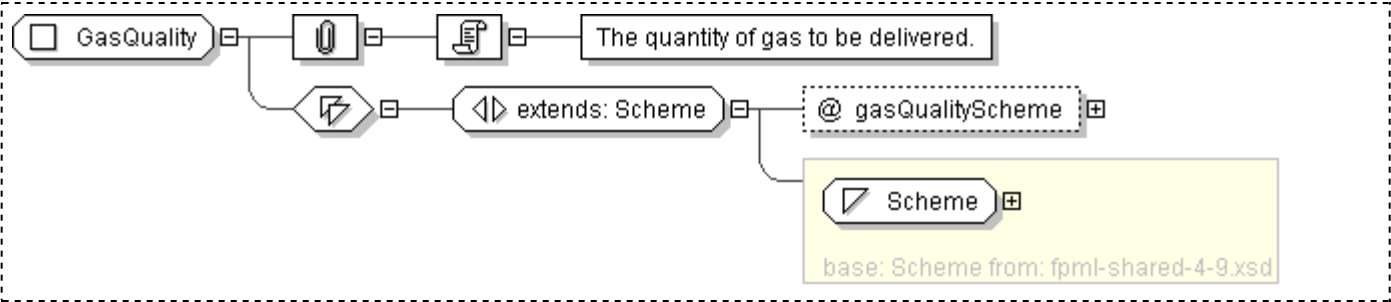 GasQuality
The quantity of gas to be delivered.
extends: Scheme
@ gasQualityScheme
Scheme
base: Scheme from: fpml-shared-4-9.xsd